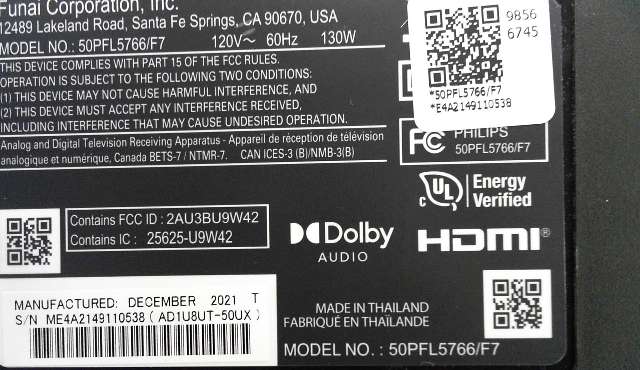 Funai Corporation, Inc.
12489 Lakeland Road, Santa Fe Springs, CA 90670, USA
MODEL NO.: 50PFL5766/F7 120V～ 60Hz 130W
THIS DEVICE COMPLIES WITH PART 15 OF THE FCC RULES.
OPERATION IS SUBJECT TO THE FOLLOWING TWO CONDITIONS:
(1) THIS DEVICE MAY NOT CAUSE HARMFUL INTERFERENCE, AND
(2) THIS DEVICE MUST ACCEPT ANY INTERFERENCE RECEIVED,
INCLUDING INTERFERENCE THAT MAY CAUSE UNDESIRED OPERATION.
Analog and Digital Television Receiving Apparatus - Appareil de réception de télévision
analogique et numérique, Canada BETS-7 / NTMR-7. CAN ICES-3 (B)/NMB-3(B)
9856
6745
*50PFL5766/F7
*E4A2149110538
FC PHILIPS
50PFL5766/F7
c UL Energy
Verified
Contains FCC ID : 2AU3BU9W42
Contains IC : 25625-U9W42
Dolby
AUDIO
HDMI®
MANUFACTURED: DECEMBER 2021 T
S/N ME4A2149110538 ( AD1U8UT-50UX )
MADE IN THAILAND
FABRIQUÉ EN THAÏLANDE
MODEL NO. : 50PFL5766/F7